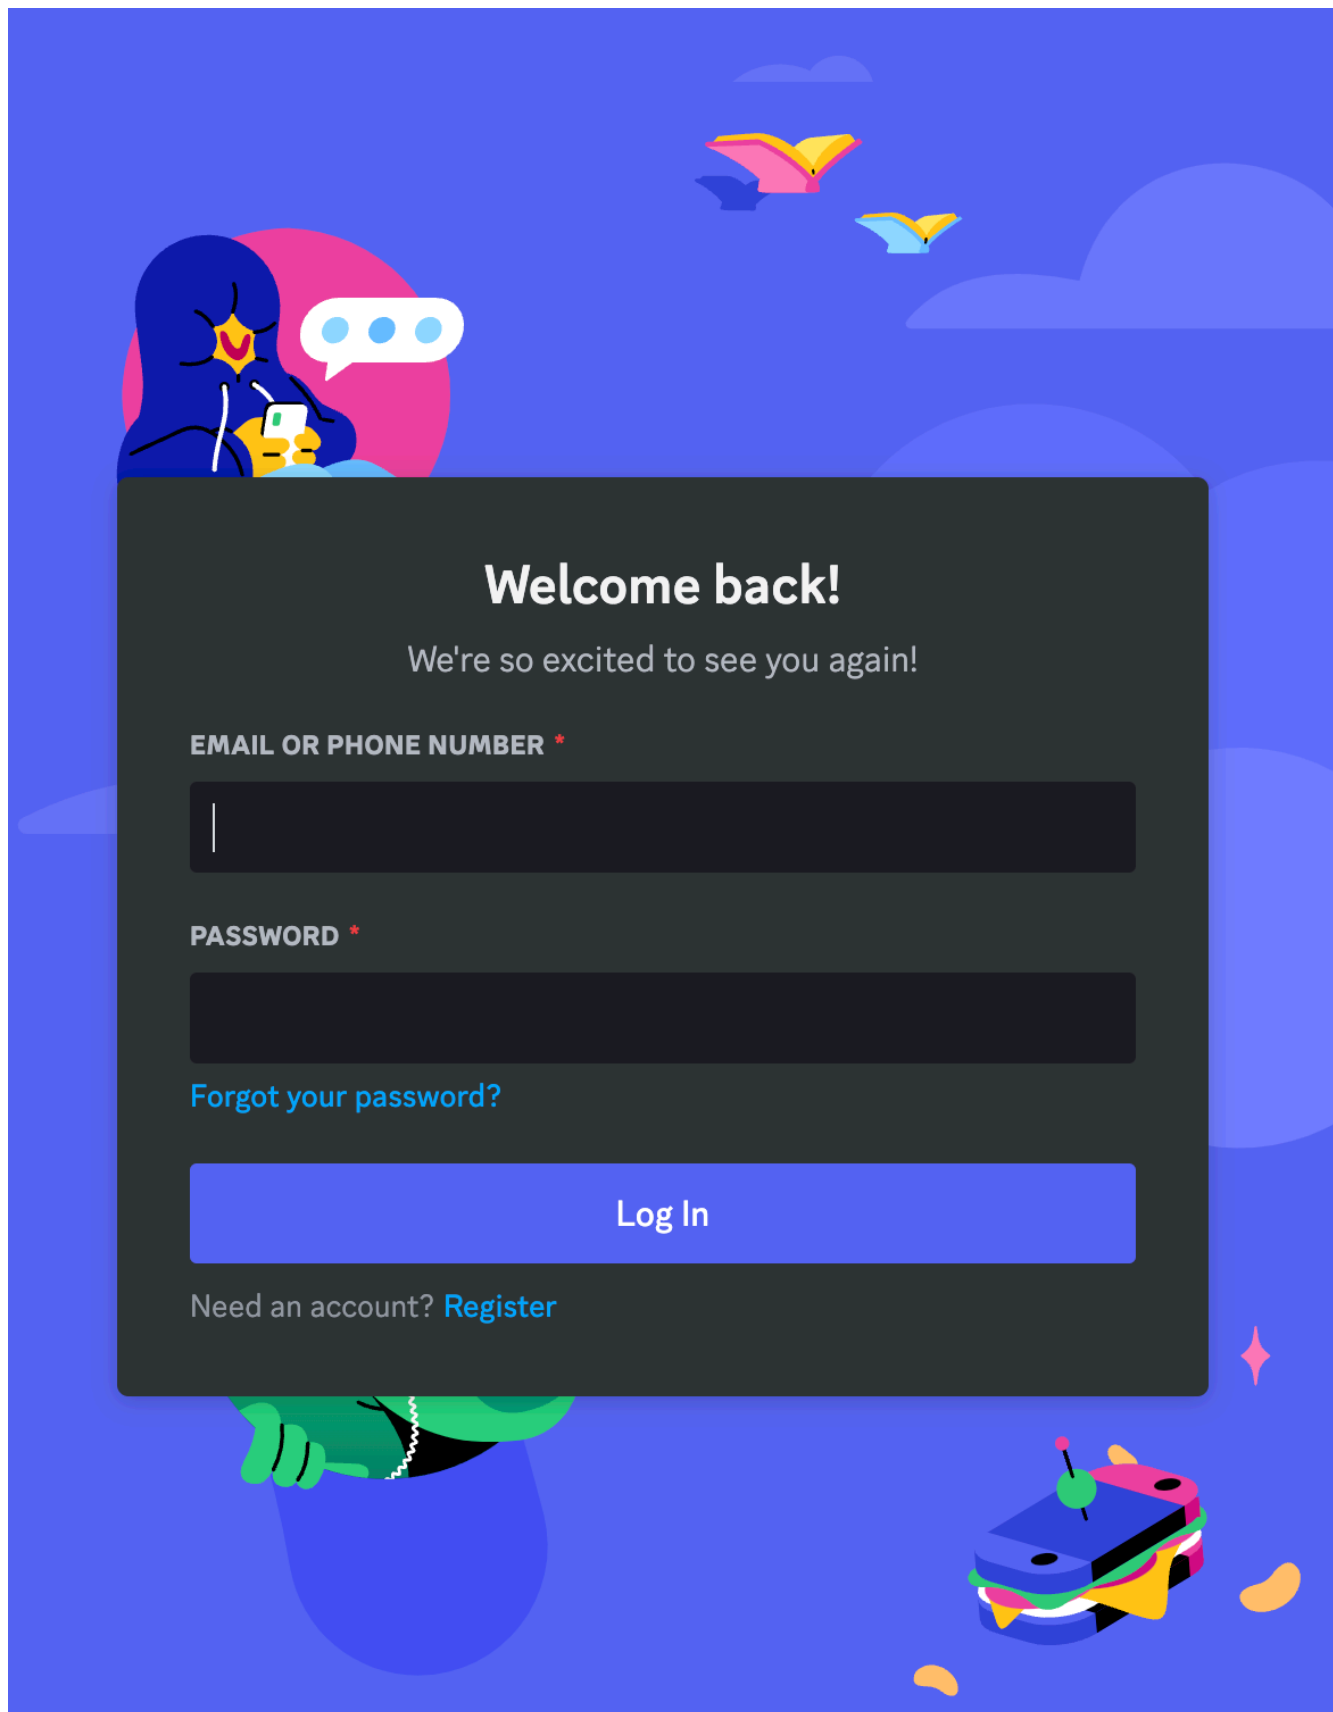 Welcome back!
We're so excited to see you again!
EMAIL OR PHONE NUMBER *
PASSWORD *
Forgot your password?
Log In
Need an account? Register